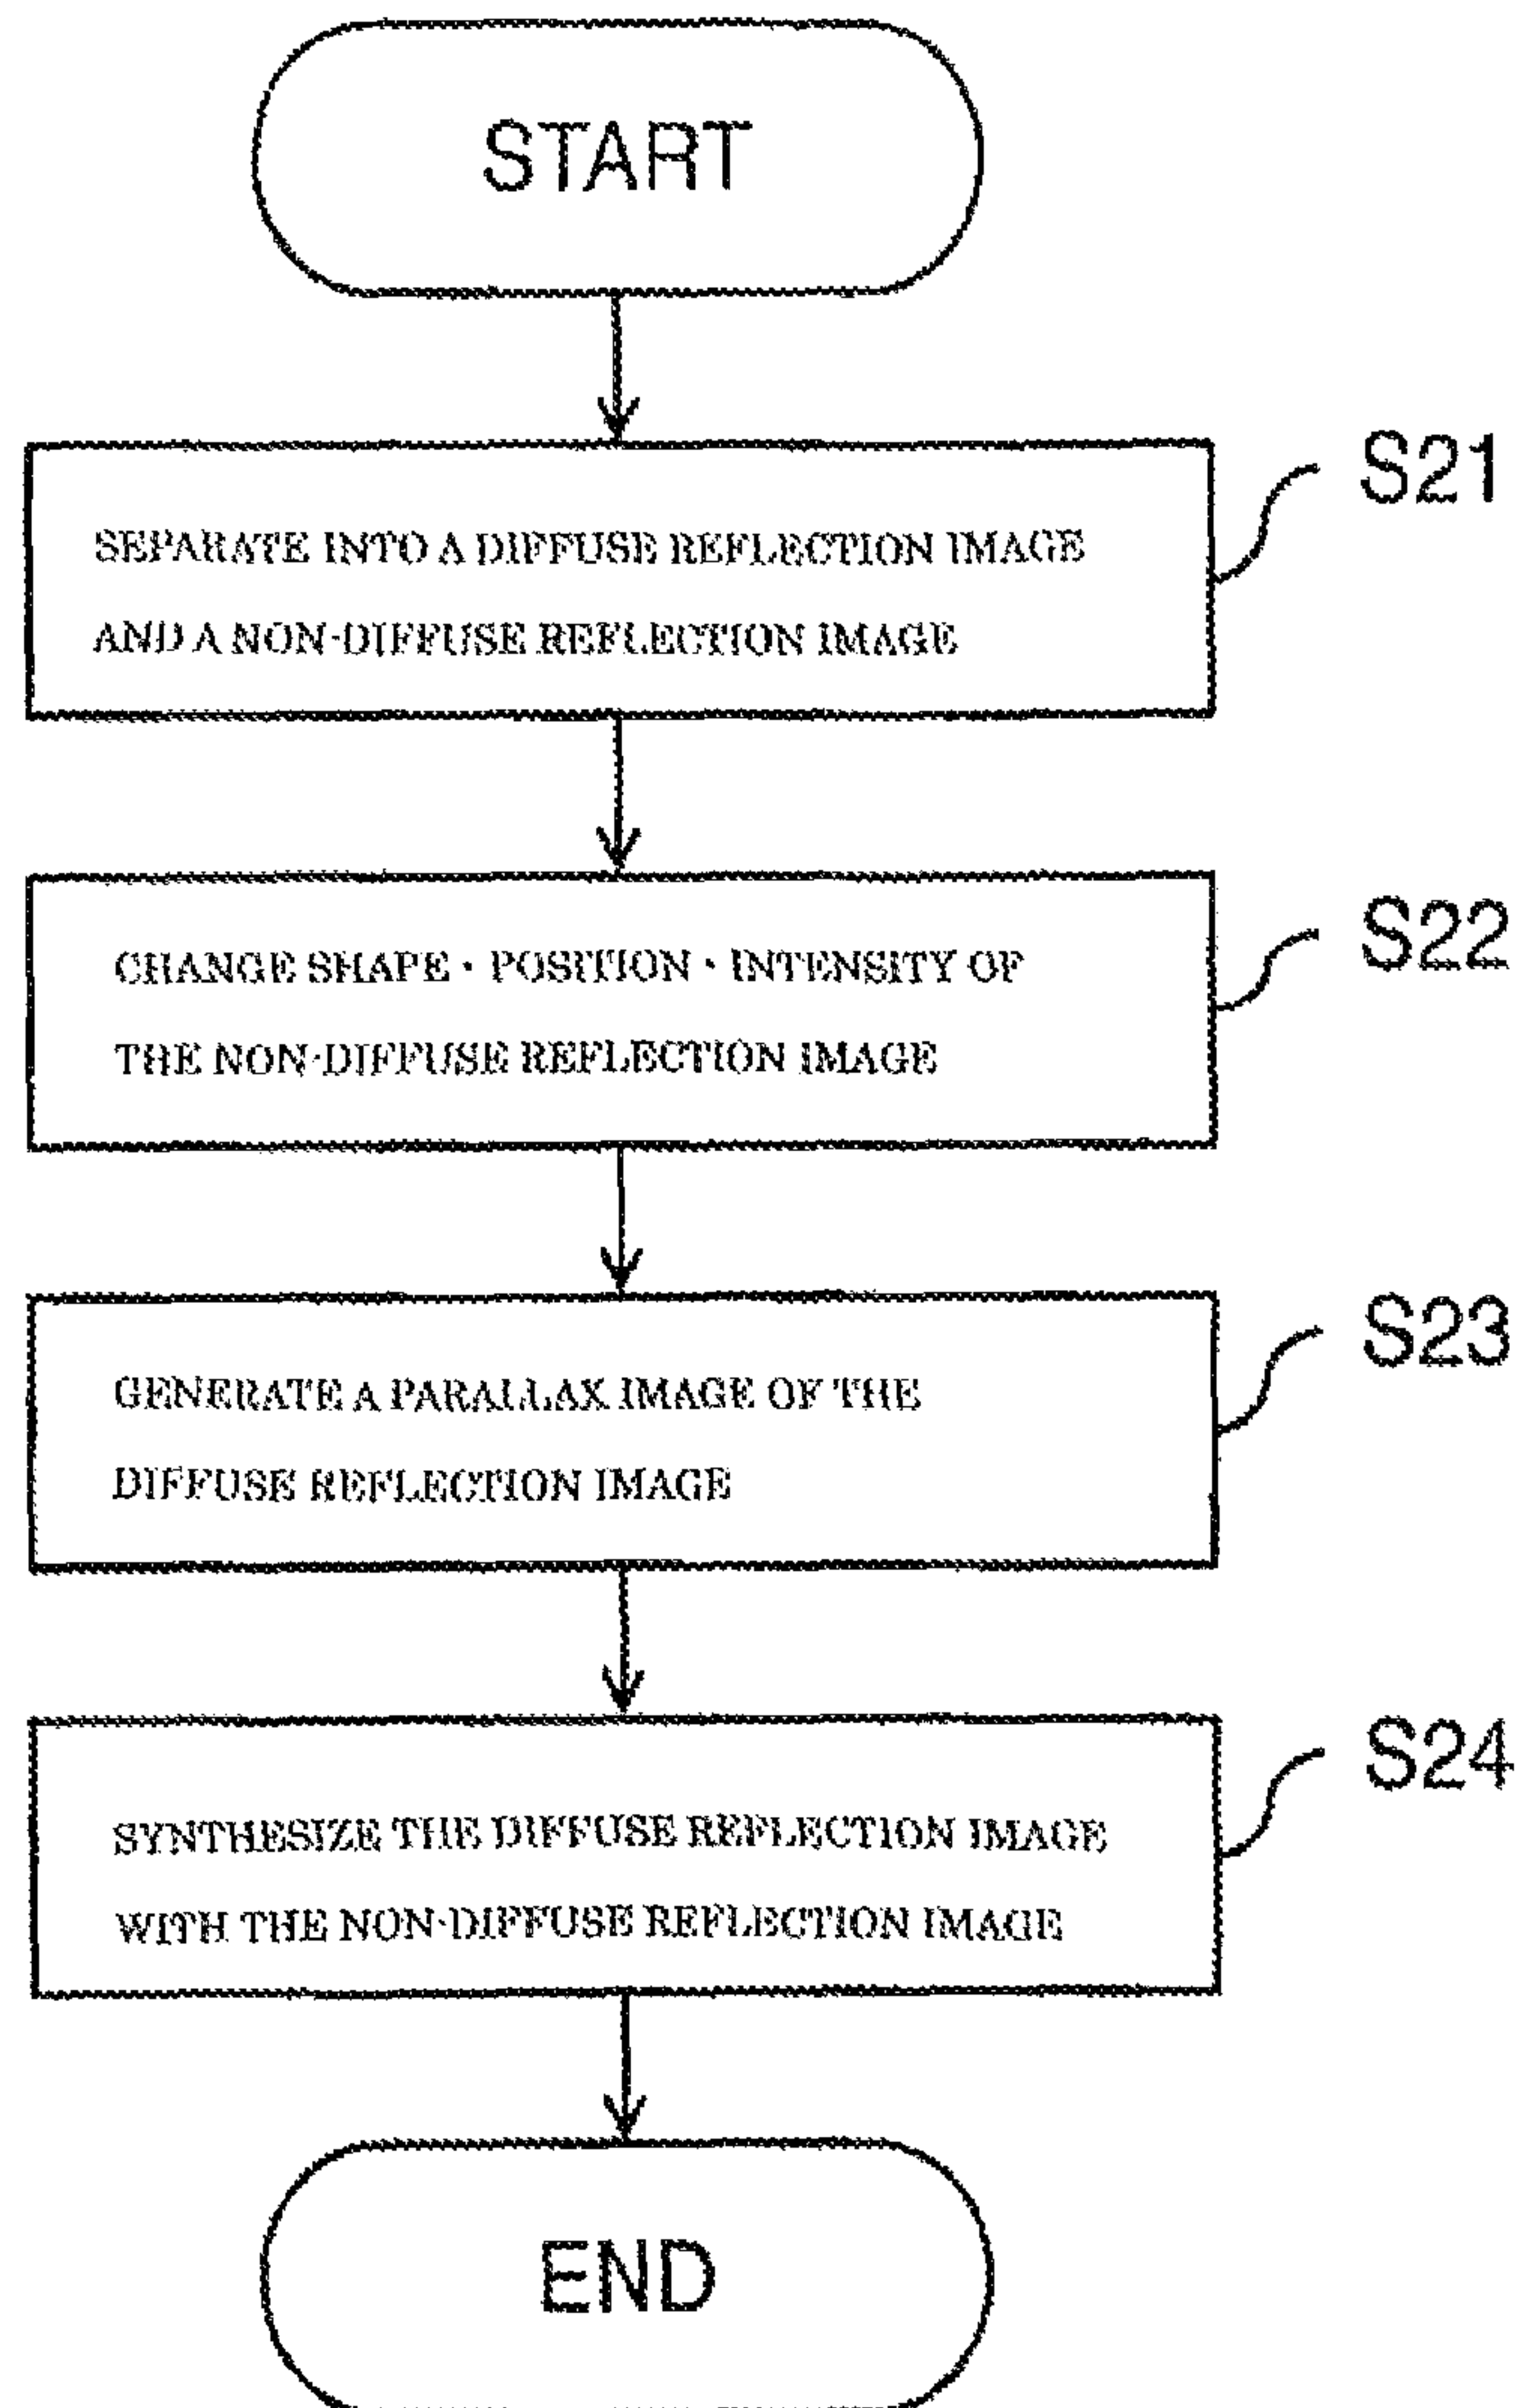 START
S21
SEPARATE INTO A DIFFUSE REFLECTION IMAGE
AND A NON-DIFFUSE REFLECTION IMAGE
S22
CHANGE SHAPE · POSITION · INTENSITY OF
THE NON-DIFFUSE REFLECTION IMAGE
S23
GENERATE A PARALLAX IMAGE OF THE
DIFFUSE REFLECTION IMAGE
S24
SYNTHESIZE THE DIFFUSE REFLECTION IMAGE
WITH THE NON-DIFFUSE REFLECTION IMAGE
END